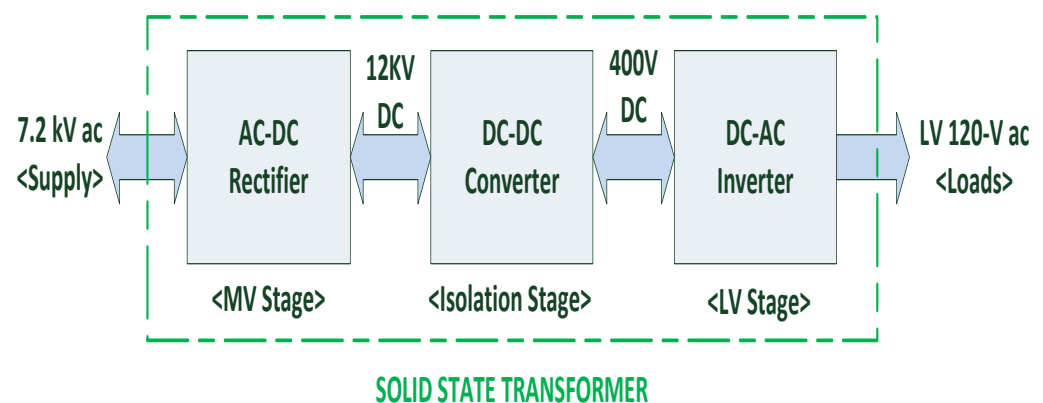 7.2 kV ac
<Supply>
AC-DC
Rectifier
<MV Stage>
12KV
DC
DC-DC
Converter
<Isolation Stage>
400V
DC
DC-AC
Inverter
<LV Stage>
LV 120-V ac
<Loads>
SOLID STATE TRANSFORMER